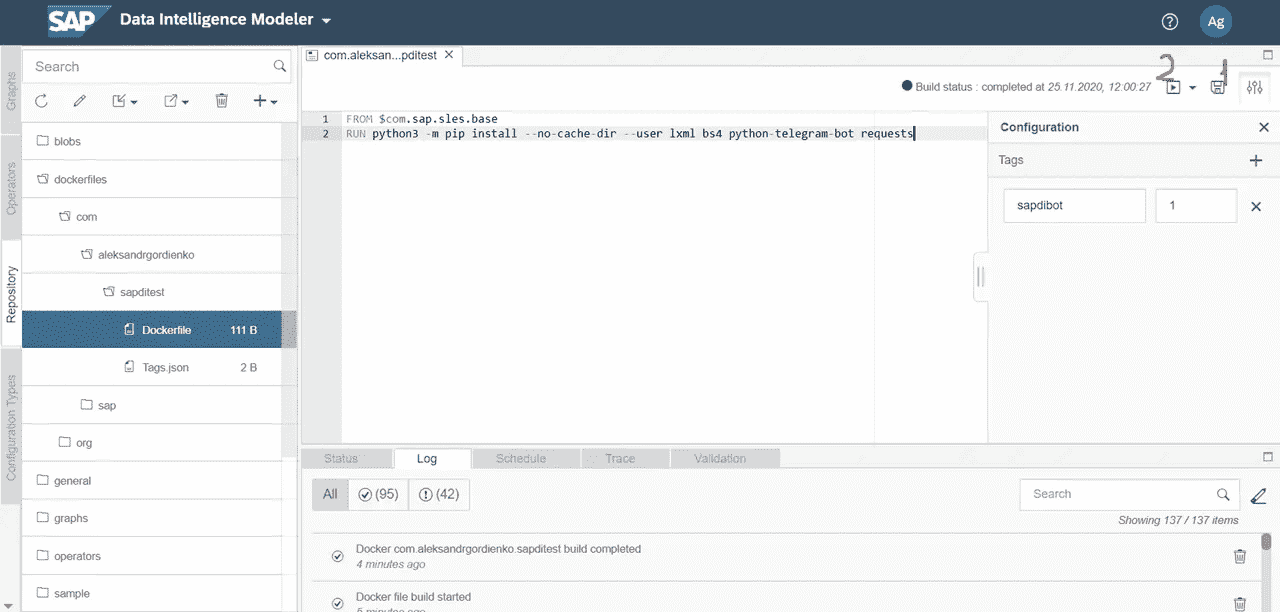 SAP Data Intelligence Modeler
Ag
Graphs
Operators
Repository
Configuration Types
Search
blobs
dockerfiles
com
aleksandrgordienko
sapditest
Dockerfile 111 B
Tags.json 2 B
sap
org
general
graphs
operators
sample
com.aleksan...pditest
Build status : completed at 25.11.2020, 12:00:27
2
1
1 FROM $com.sap.sles.base
2 RUN python3 -m pip install --no-cache-dir --user lxml bs4 python-telegram-bot requests
Configuration
Tags
sapdibot 1
Status Log Schedule Trace Validation
All (95) (42)
Search
Showing 137 / 137 items
Docker com.aleksandrgordienko.sapditest build completed
4 minutes ago
Docker file build started
5 minutes ago